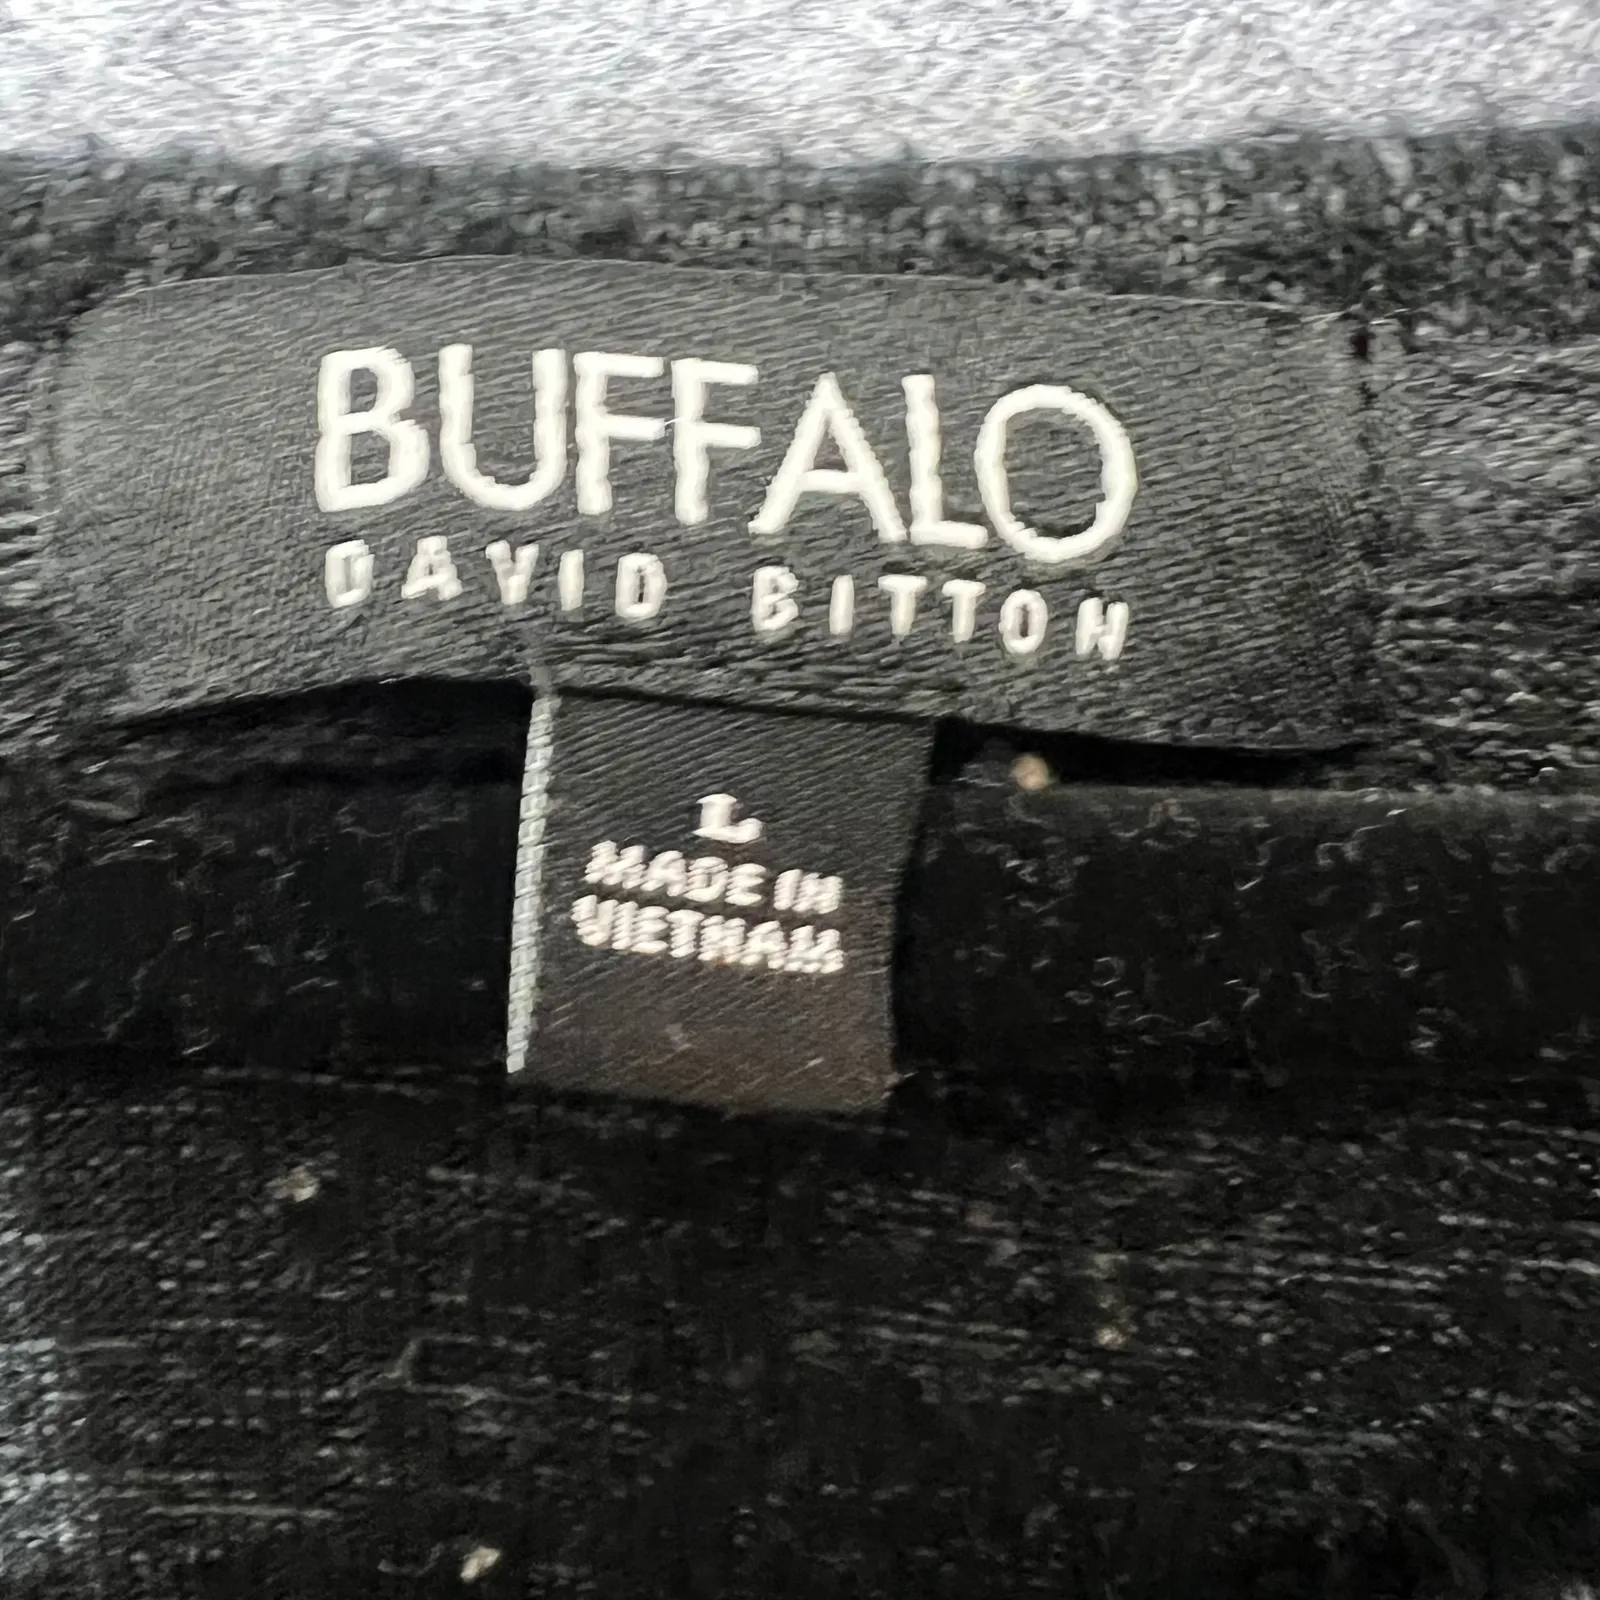 BUFFALO
DAVID BITTON
L
MADE IN
VIETNAM